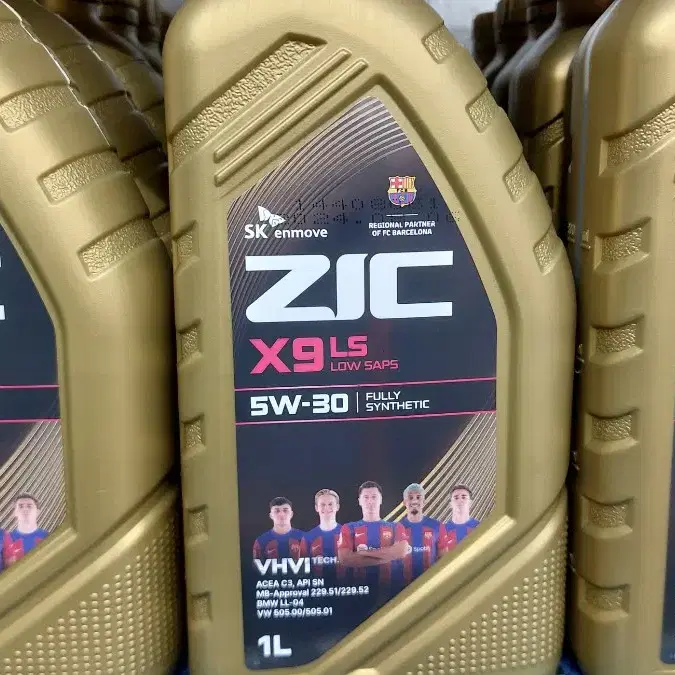 SK enmove
REGIONAL PARTNER
OF FC BARCELONA
ZIC
X9 LS
LOW SAPS
5W-30
FULLY
SYNTHETIC
VHVI TECH.
ACEA C3, API SN
MB-Approval 229.51/229.52
BMW LL-04
VW 505.00/505.01
1L